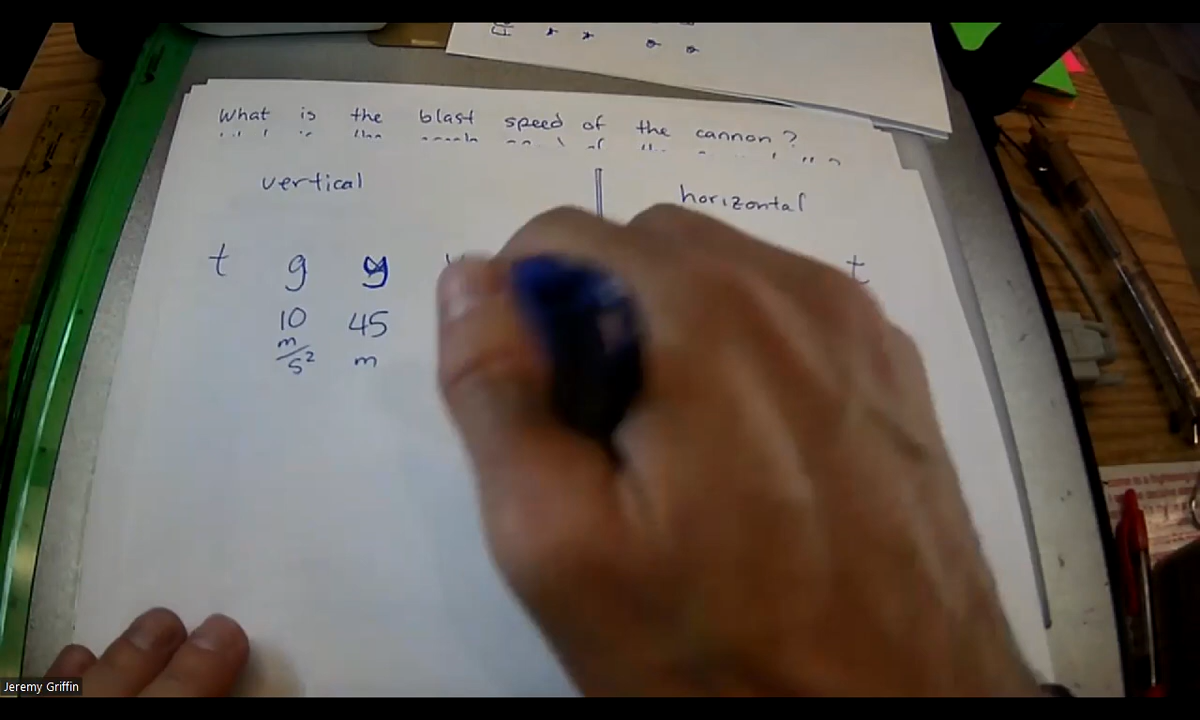 What is the blast speed of the cannon?
vertical
horizontal
t g y t
10 45
m/s² m
Jeremy Griffin